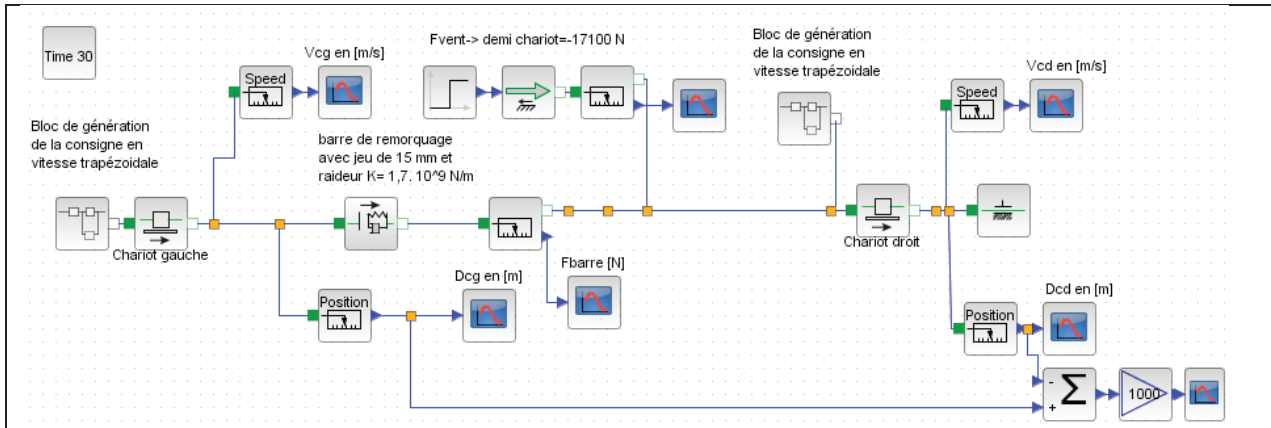 Time 30
Speed
Vcg en [m/s]
Fvent-> demi chariot=-17100 N
Bloc de génération
de la consigne en
vitesse trapézoidale
Speed
Vcd en [m/s]
Bloc de génération
de la consigne en
vitesse trapézoidale
barre de remorquage
avec jeu de 15 mm et
raideur K= 1,7. 10^9 N/m
Chariot gauche
Chariot droit
Position
Dcg en [m]
Fbarre [N]
Position
Dcd en [m]
-
+
Σ
1000